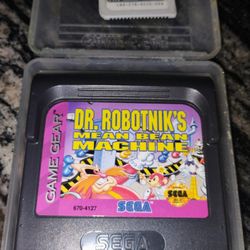 GAME GEAR
DR. ROBOTNIK'S
MEAN BEAN
MACHINE
SEGA
670-4127
SEGA
SEGA